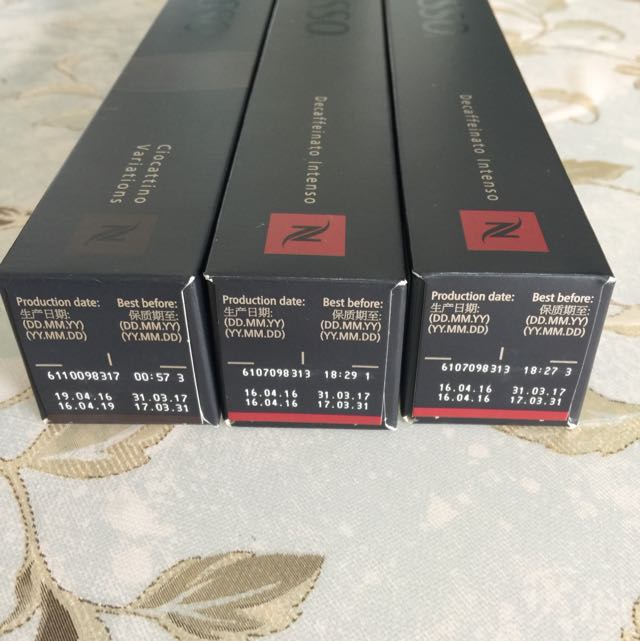 SSO
Ciocattino
Variations
Production date: Best before:
生产日期: 保质期至:
(DD.MM.YY) (DD.MM.YY)
(YY.MM.DD) (YY.MM.DD)
6110098317 00:57 3
19.04.16 31.03.17
16.04.19 17.03.31
SSO
Decaffeinato Intenso
N
Production date: Best before:
生产日期: 保质期至:
(DD.MM.YY) (DD.MM.YY)
(YY.MM.DD) (YY.MM.DD)
6107098313 18:29 1
16.04.16 31.03.17
16.04.16 17.03.31
SSO
Decaffeinato Intenso
N
Production date: Best before:
生产日期: 保质期至:
(DD.MM.YY) (DD.MM.YY)
(YY.MM.DD) (YY.MM.DD)
6107098313 18:27 3
16.04.16 31.03.17
16.04.16 17.03.31